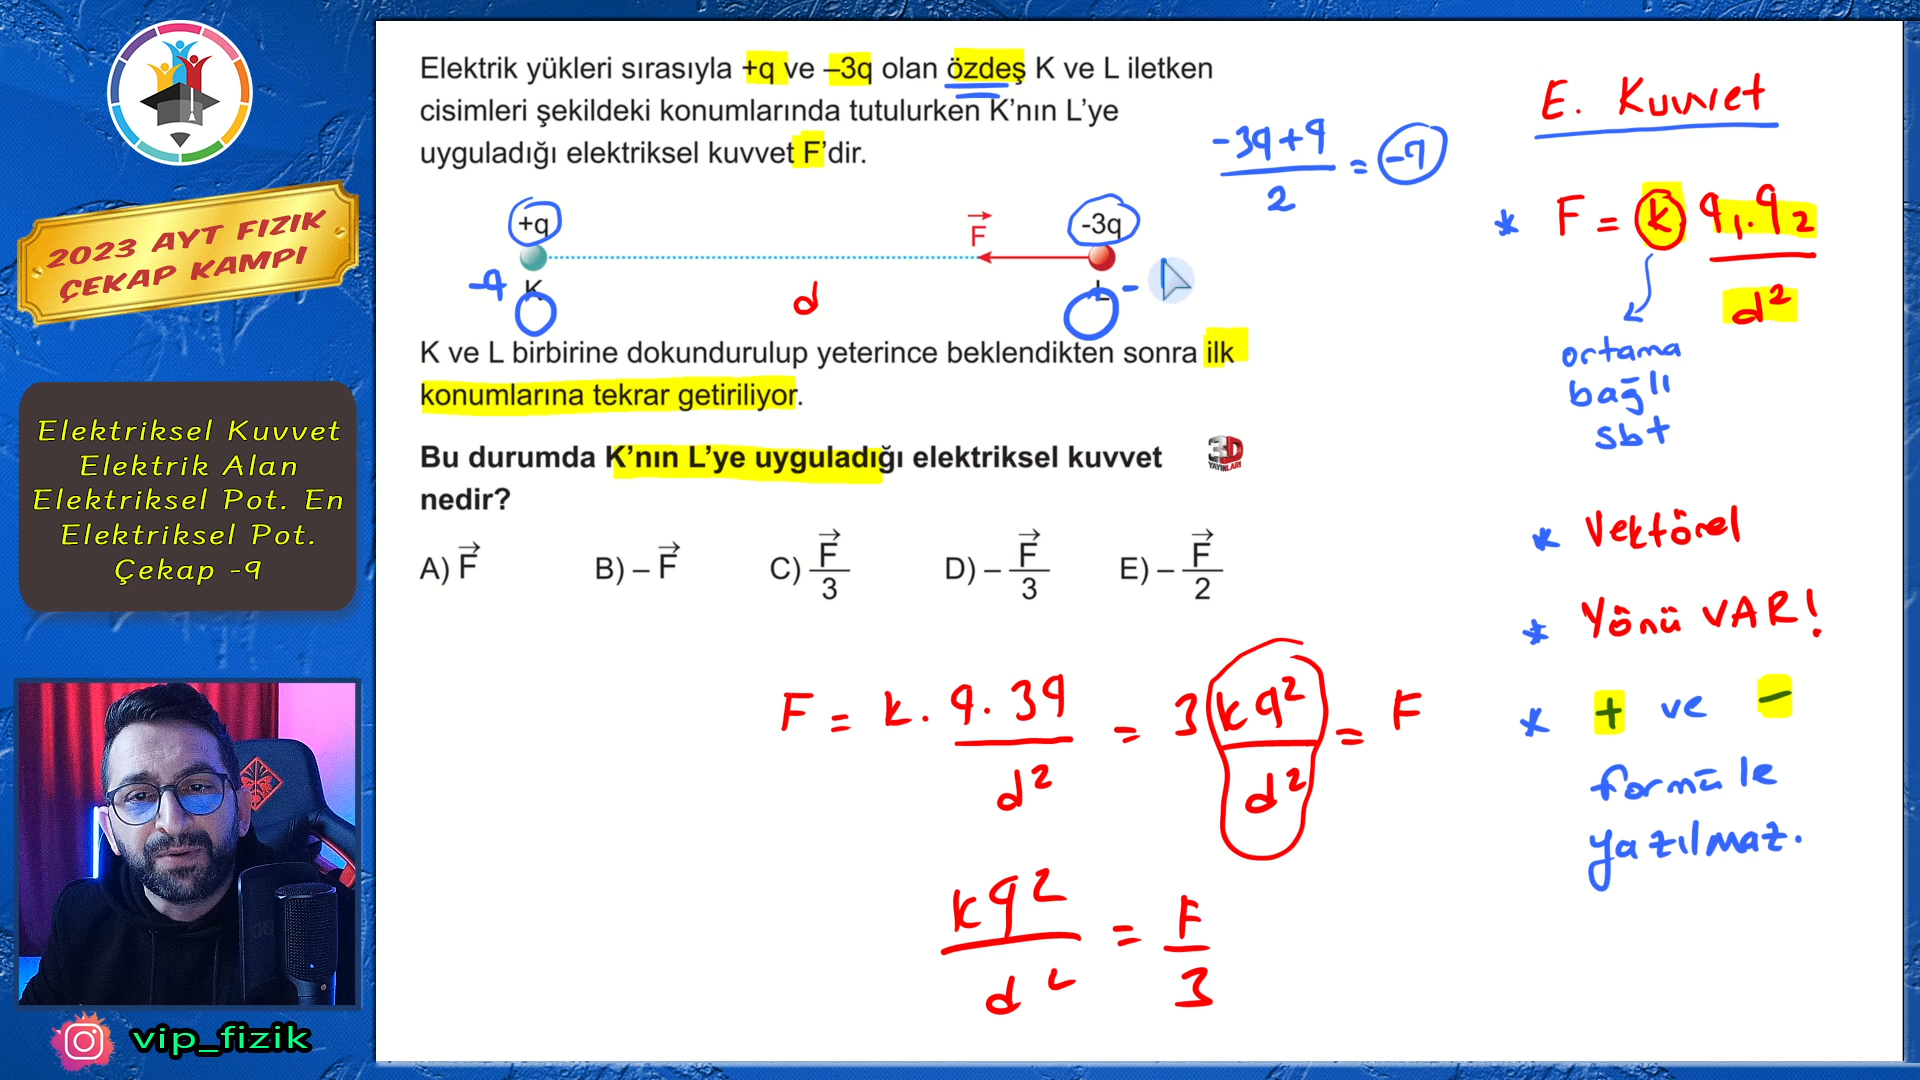 2023 AYT FIZIK
ÇEKAP KAMPI
Elektriksel Kuvvet
Elektrik Alan
Elektriksel Pot. En
Elektriksel Pot.
Çekap -9
vip_fizik
Elektrik yükleri sırasıyla +q ve –3q olan özdeş K ve L iletken
cisimleri şekildeki konumlarında tutulurken K’nın L’ye
uyguladığı elektriksel kuvvet F’dir.
-3q+q / 2 = -q
+q
F
-3q
-q
K
d
L
-
K ve L birbirine dokundurulup yeterince beklendikten sonra ilk
konumlarına tekrar getiriliyor.
Bu durumda K’nın L’ye uyguladığı elektriksel kuvvet
nedir?
3D
YAYINLARI
A) F B) – F C) F/3 D) – F/3 E) – F/2
F = k. q. 3q / d² = 3 kq² / d² = F
kq² / d² = F / 3
E. Kuvvet
* F = k q₁.q₂ / d²
ortama
bağlı
sbt
* Vektörel
* Yönü VAR!
* + ve –
formüle
yazılmaz.